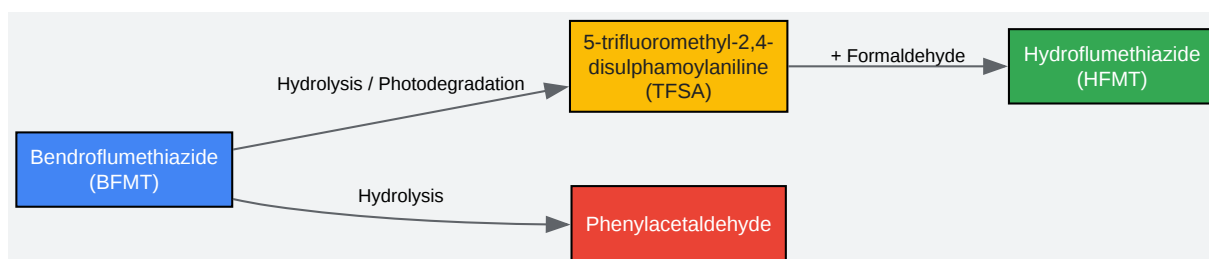 Bendroflumethiazide
(BFMT)
Hydrolysis / Photodegradation
5-trifluoromethyl-2,4-
disulphamoylaniline
(TFSA)
+ Formaldehyde
Hydroflumethiazide
(HFMT)
Hydrolysis
Phenylacetaldehyde